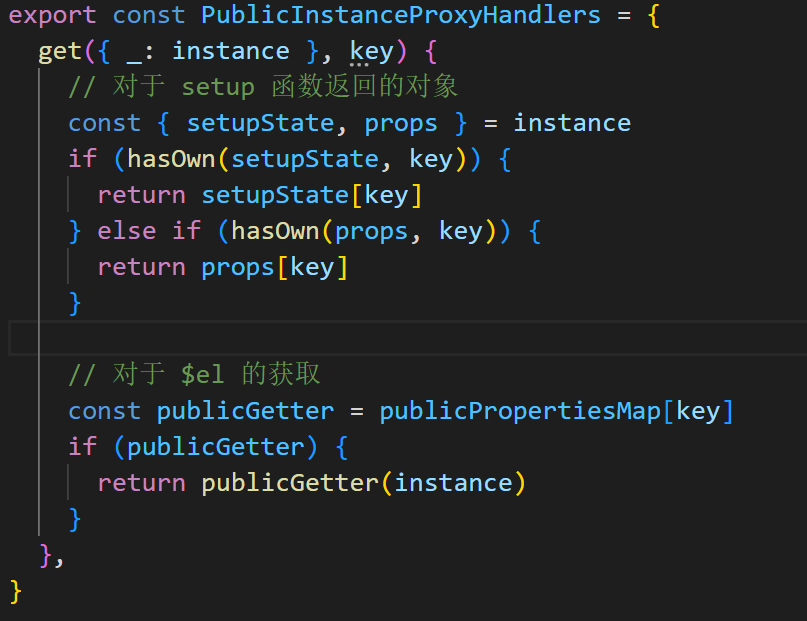 export const PublicInstanceProxyHandlers = {
  get({ _: instance }, key) {
    // 对于 setup 函数返回的对象
    const { setupState, props } = instance
    if (hasOwn(setupState, key)) {
      return setupState[key]
    } else if (hasOwn(props, key)) {
      return props[key]
    }
    // 对于 $el 的获取
    const publicGetter = publicPropertiesMap[key]
    if (publicGetter) {
      return publicGetter(instance)
    }
  },
}